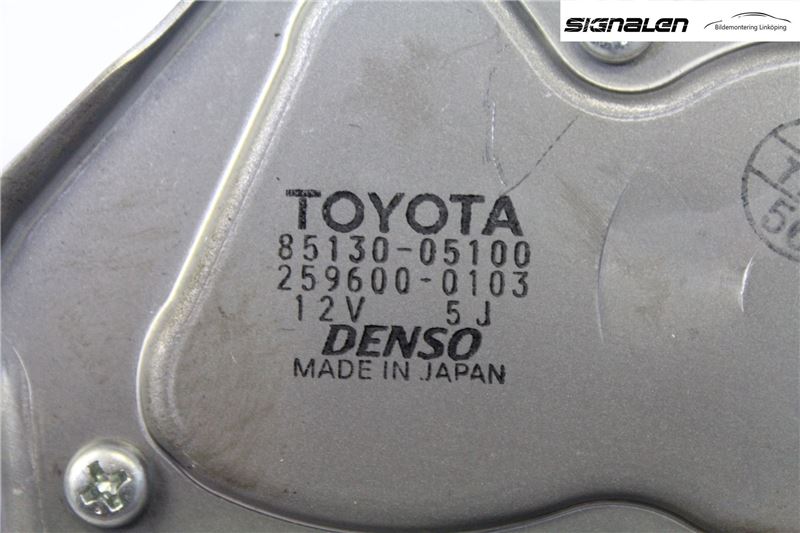 SIGNALEN
Bildemontering Linköping
TOYOTA
85130-05100
259600-0103
12V 5J
DENSO
MADE IN JAPAN